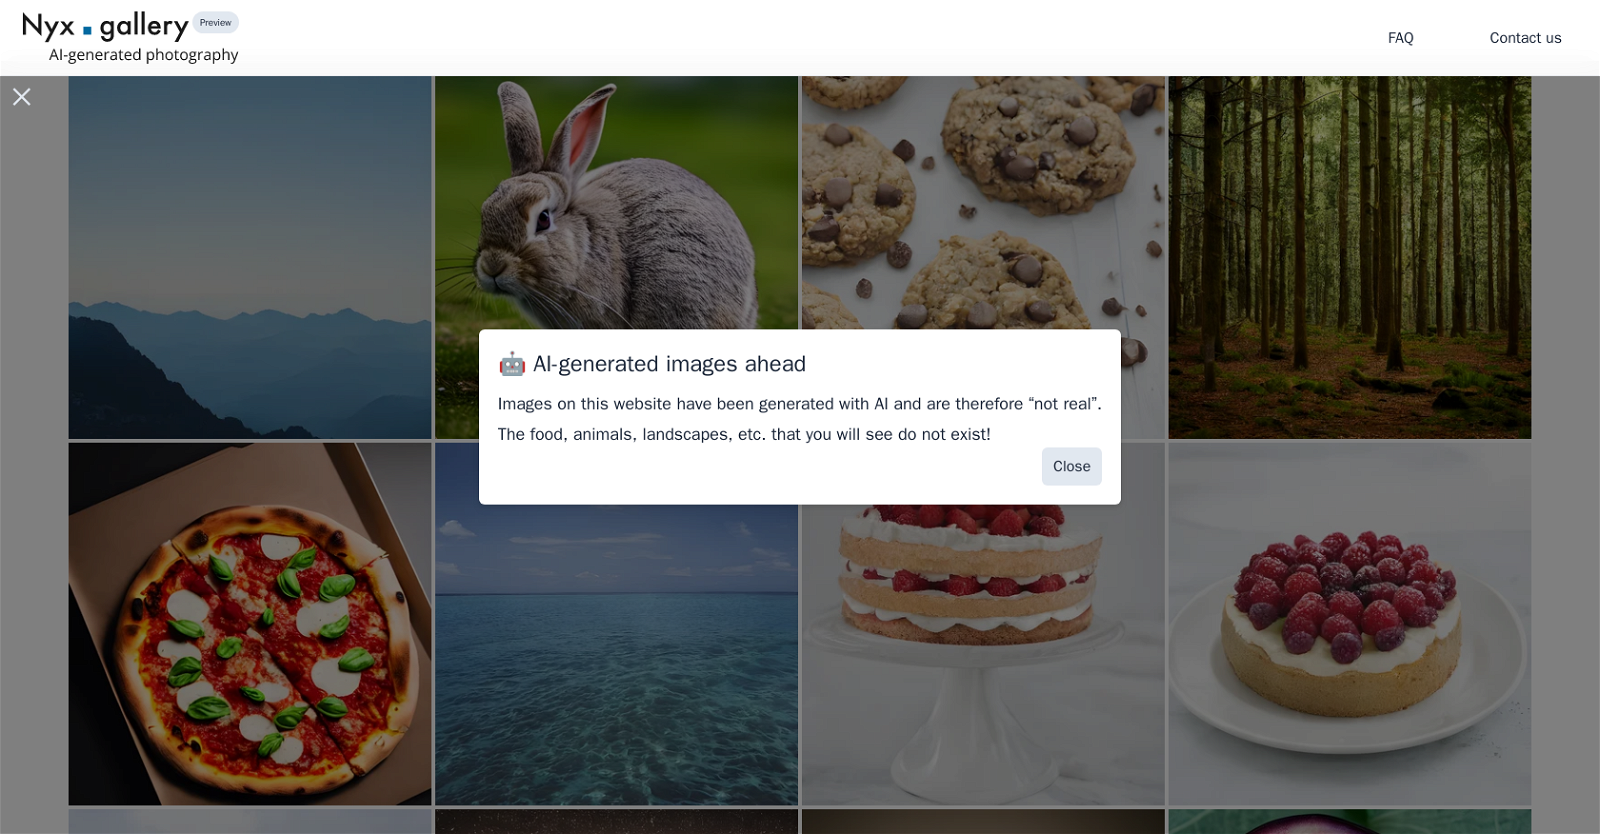 Nyx gallery
Preview
AI-generated photography
FAQ
Contact us
🤖 AI-generated images ahead
Images on this website have been generated with AI and are therefore “not real”.
The food, animals, landscapes, etc. that you will see do not exist!
Close